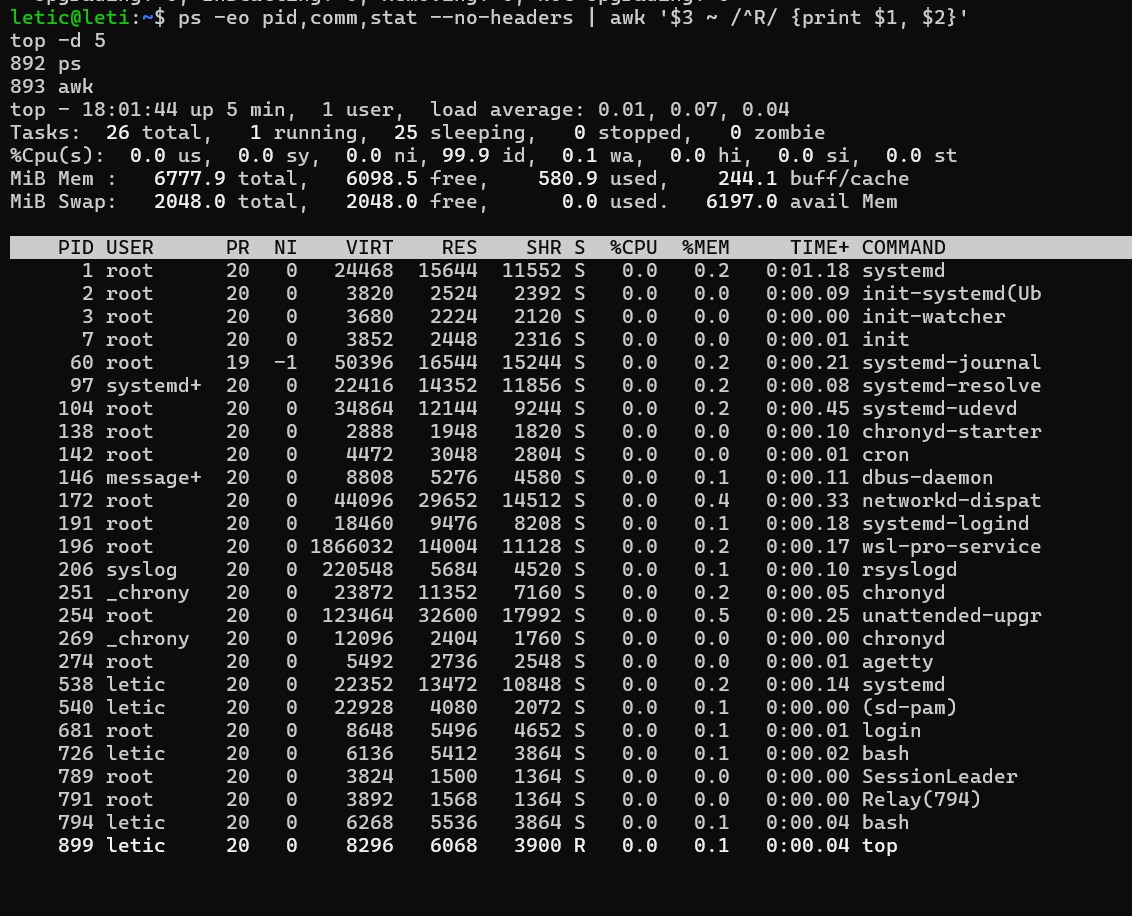 letic@leti:~$ ps -eo pid,comm,stat --no-headers | awk '$3 ~ /^R/ {print $1, $2}'
top -d 5
892 ps
893 awk
top - 18:01:44 up 5 min,  1 user,  load average: 0.01, 0.07, 0.04
Tasks:  26 total,   1 running,  25 sleeping,   0 stopped,   0 zombie
%Cpu(s):  0.0 us,  0.0 sy,  0.0 ni, 99.9 id,  0.1 wa,  0.0 hi,  0.0 si,  0.0 st
MiB Mem :   6777.9 total,   6098.5 free,    580.9 used,    244.1 buff/cache
MiB Swap:   2048.0 total,   2048.0 free,      0.0 used.   6197.0 avail Mem
    PID USER      PR  NI    VIRT    RES    SHR S  %CPU  %MEM     TIME+ COMMAND
      1 root      20   0   24468  15644  11552 S   0.0   0.2   0:01.18 systemd
      2 root      20   0    3820   2524   2392 S   0.0   0.0   0:00.09 init-systemd(Ub
      3 root      20   0    3680   2224   2120 S   0.0   0.0   0:00.00 init-watcher
      7 root      20   0    3852   2448   2316 S   0.0   0.0   0:00.01 init
     60 root      19  -1   50396  16544  15244 S   0.0   0.2   0:00.21 systemd-journal
     97 systemd+  20   0   22416  14352  11856 S   0.0   0.2   0:00.08 systemd-resolve
    104 root      20   0   34864  12144   9244 S   0.0   0.2   0:00.45 systemd-udevd
    138 root      20   0    2888   1948   1820 S   0.0   0.0   0:00.10 chronyd-starter
    142 root      20   0    4472   3048   2804 S   0.0   0.0   0:00.01 cron
    146 message+  20   0    8808   5276   4580 S   0.0   0.1   0:00.11 dbus-daemon
    172 root      20   0   44096  29652  14512 S   0.0   0.4   0:00.33 networkd-dispat
    191 root      20   0   18460   9476   8208 S   0.0   0.1   0:00.18 systemd-logind
    196 root      20   0 1866032  14004  11128 S   0.0   0.2   0:00.17 wsl-pro-service
    206 syslog    20   0  220548   5684   4520 S   0.0   0.1   0:00.10 rsyslogd
    251 _chrony   20   0   23872  11352   7160 S   0.0   0.2   0:00.05 chronyd
    254 root      20   0  123464  32600  17992 S   0.0   0.5   0:00.25 unattended-upgr
    269 _chrony   20   0   12096   2404   1760 S   0.0   0.0   0:00.00 chronyd
    274 root      20   0    5492   2736   2548 S   0.0   0.0   0:00.01 agetty
    538 letic     20   0   22352  13472  10848 S   0.0   0.2   0:00.14 systemd
    540 letic     20   0   22928   4080   2072 S   0.0   0.1   0:00.00 (sd-pam)
    681 root      20   0    8648   5496   4652 S   0.0   0.1   0:00.01 login
    726 letic     20   0    6136   5412   3864 S   0.0   0.1   0:00.02 bash
    789 root      20   0    3824   1500   1364 S   0.0   0.0   0:00.00 SessionLeader
    791 root      20   0    3892   1568   1364 S   0.0   0.0   0:00.00 Relay(794)
    794 letic     20   0    6268   5536   3864 S   0.0   0.1   0:00.04 bash
    899 letic     20   0    8296   6068   3900 R   0.0   0.1   0:00.04 top